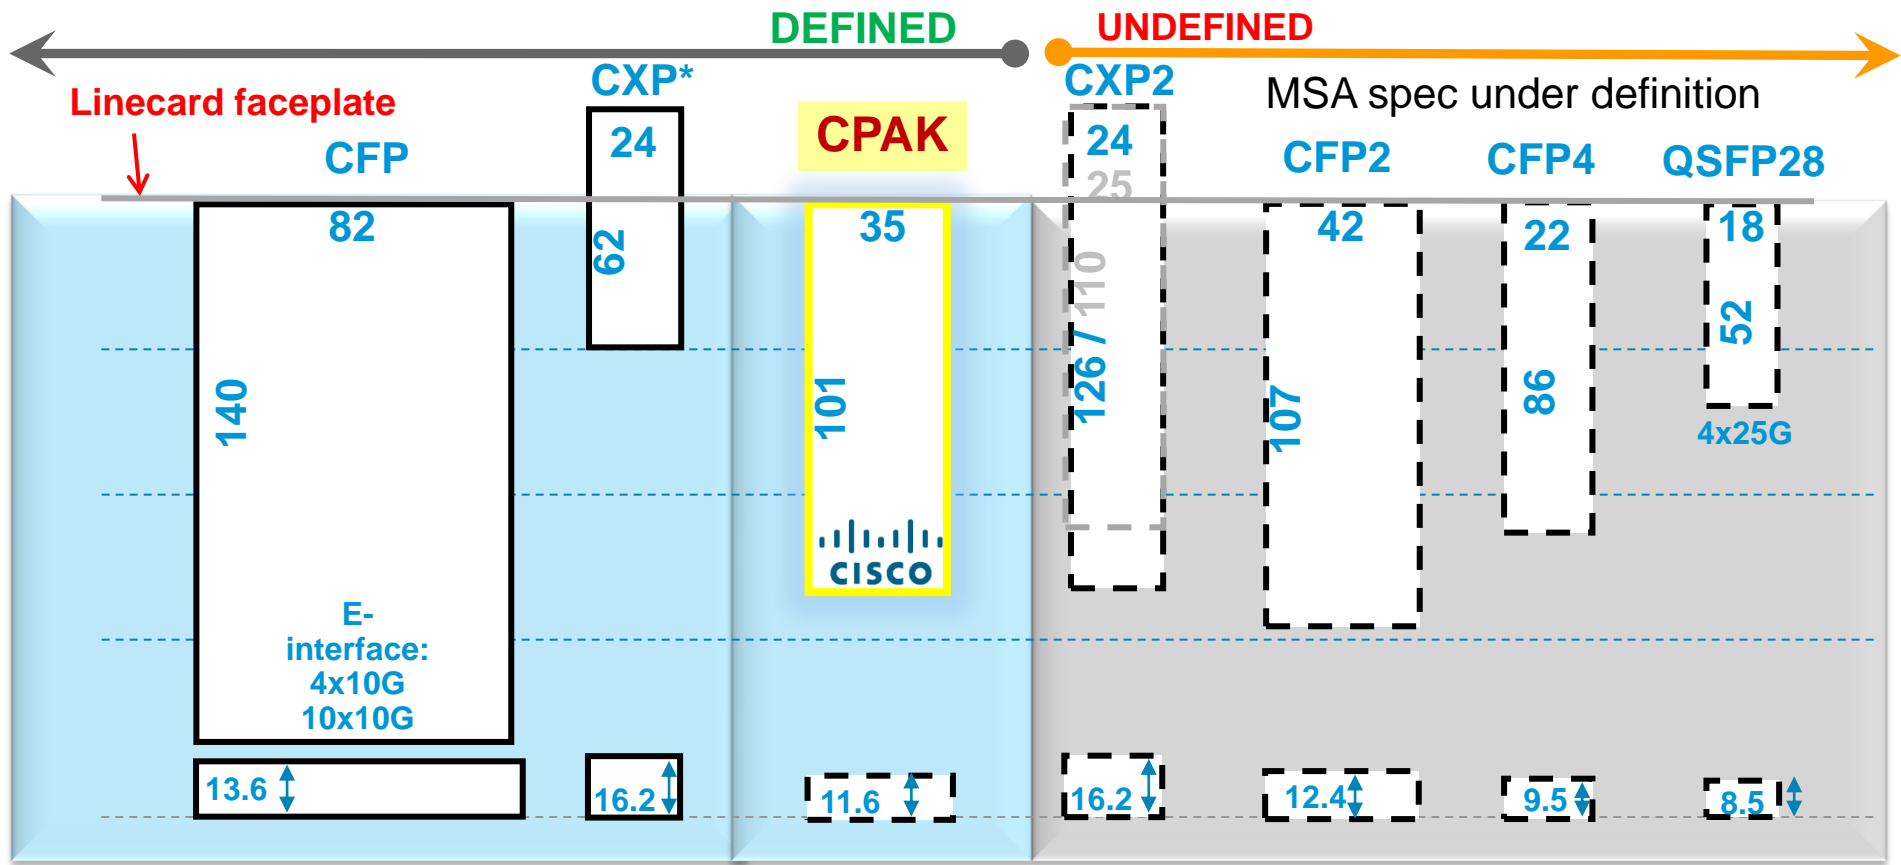 DEFINED
UNDEFINED
Linecard faceplate
CXP*
CXP2
MSA spec under definition
CFP
CPAK
CFP2
CFP4
QSFP28
82
24
62
35
24
25
42
22
18
140
101
126 / 110
107
86
52
4x25G
CISCO
E-
interface:
4x10G
10x10G
13.6
16.2
11.6
16.2
12.4
9.5
8.5